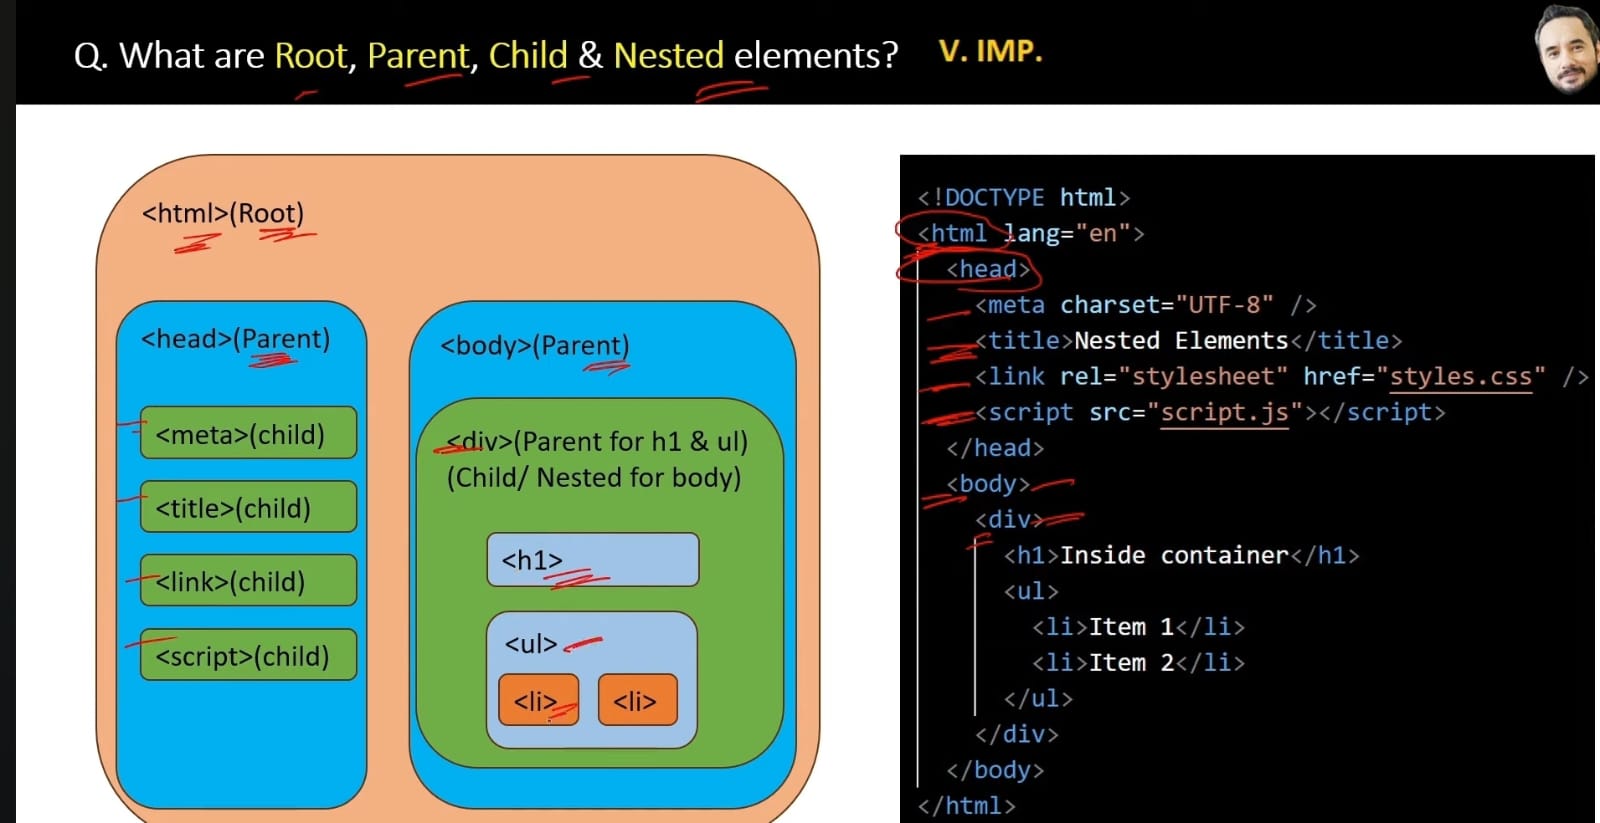 Q. What are Root, Parent, Child & Nested elements? V. IMP.
<html>(Root)
<head>(Parent)
<meta>(child)
<title>(child)
<link>(child)
<script>(child)
<body>(Parent)
<div>(Parent for h1 & ul)
(Child/ Nested for body)
<h1>
<ul>
<li> <li>
<!DOCTYPE html>
<html lang="en">
<head>
<meta charset="UTF-8" />
<title>Nested Elements</title>
<link rel="stylesheet" href="styles.css" />
<script src="script.js"></script>
</head>
<body>
<div>
<h1>Inside container</h1>
<ul>
<li>Item 1</li>
<li>Item 2</li>
</ul>
</div>
</body>
</html>